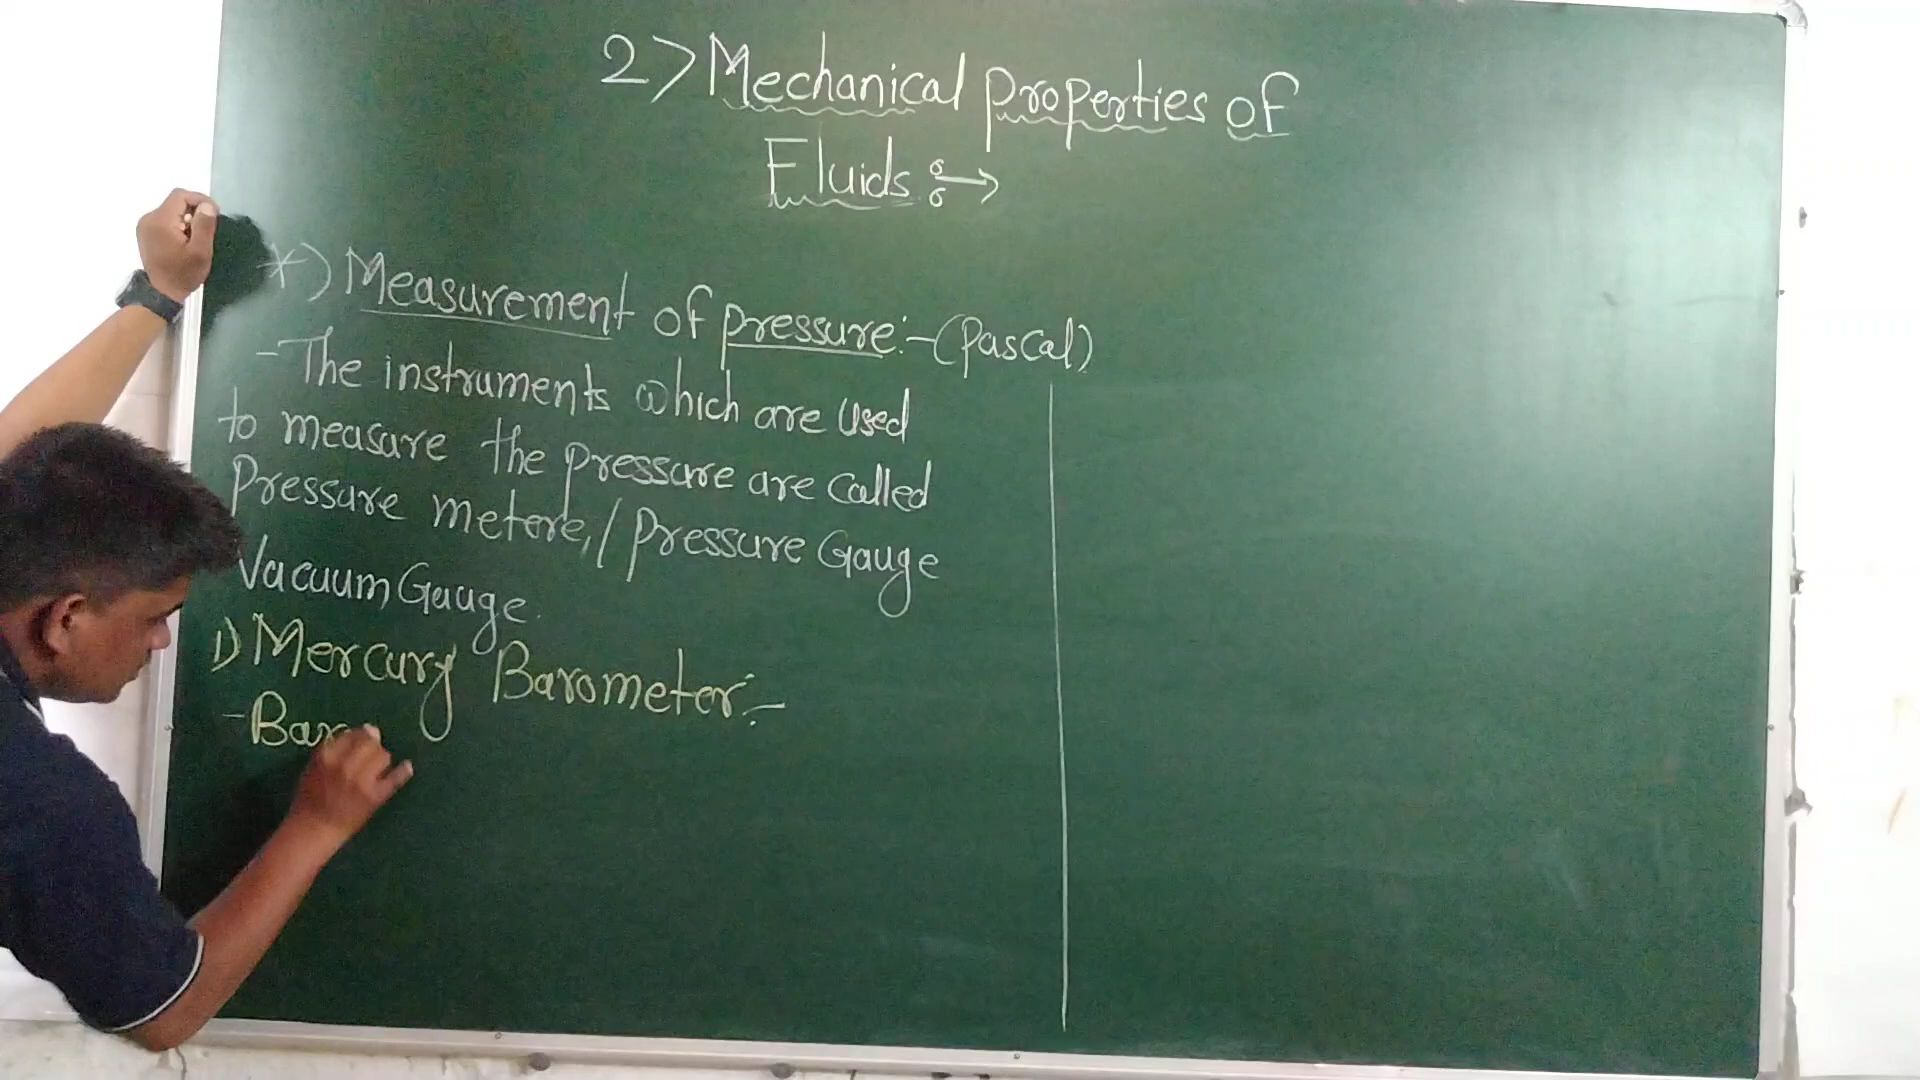 2> Mechanical properties of
Fluids :→
*) Measurement of pressure:-(Pascal)
- The instruments which are used
to measure the pressure are called
Pressure metere,/Pressure Gauge
Vacuum Gauge.
1) Mercury Barometer:-
- Bar